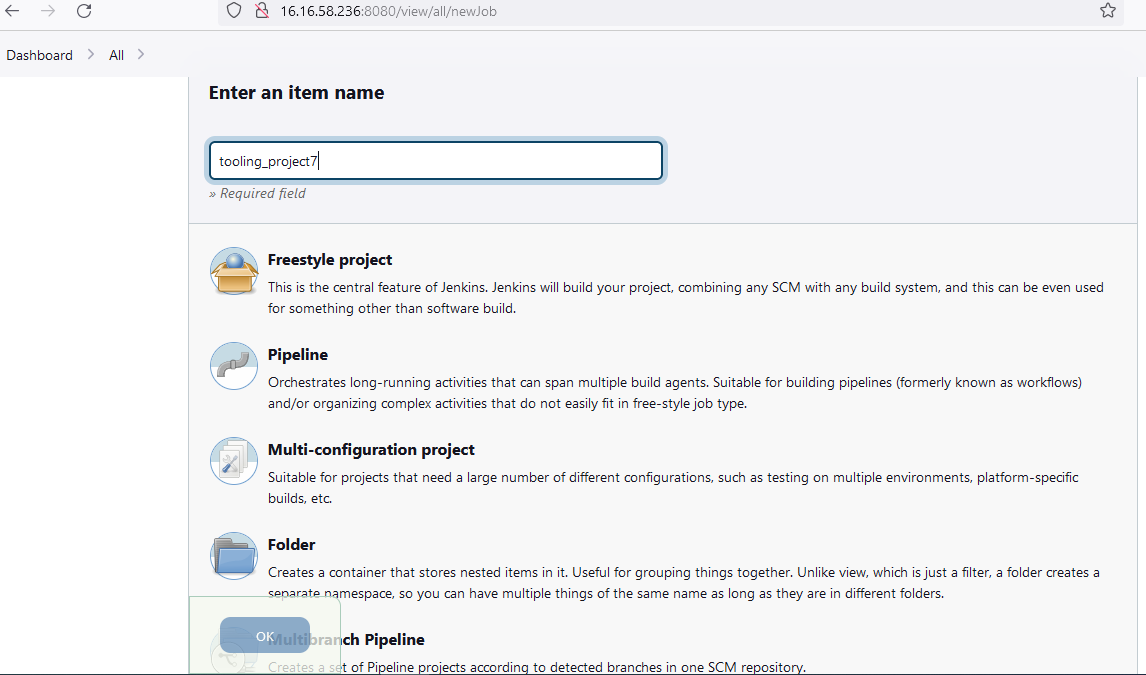 16.16.58.236:8080/view/all/newJob
Dashboard > All >
Enter an item name
tooling_project7
» Required field
Freestyle project
This is the central feature of Jenkins. Jenkins will build your project, combining any SCM with any build system, and this can be even used
for something other than software build.
Pipeline
Orchestrates long-running activities that can span multiple build agents. Suitable for building pipelines (formerly known as workflows)
and/or organizing complex activities that do not easily fit in free-style job type.
Multi-configuration project
Suitable for projects that need a large number of different configurations, such as testing on multiple environments, platform-specific
builds, etc.
Folder
Creates a container that stores nested items in it. Useful for grouping things together. Unlike view, which is just a filter, a folder creates a
separate namespace, so you can have multiple things of the same name as long as they are in different folders.
OK
Multibranch Pipeline
Creates a set of Pipeline projects according to detected branches in one SCM repository.